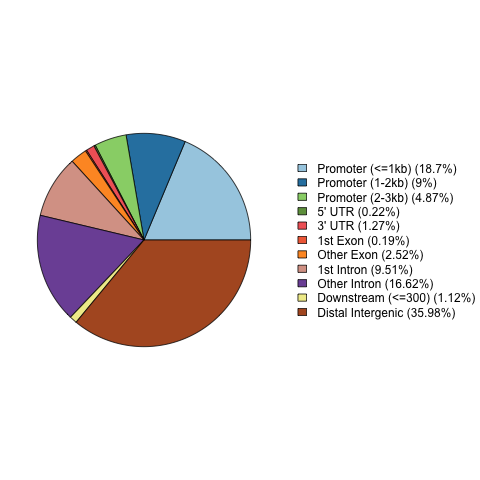 Promoter (<=1kb) (18.7%)
Promoter (1-2kb) (9%)
Promoter (2-3kb) (4.87%)
5' UTR (0.22%)
3' UTR (1.27%)
1st Exon (0.19%)
Other Exon (2.52%)
1st Intron (9.51%)
Other Intron (16.62%)
Downstream (<=300) (1.12%)
Distal Intergenic (35.98%)